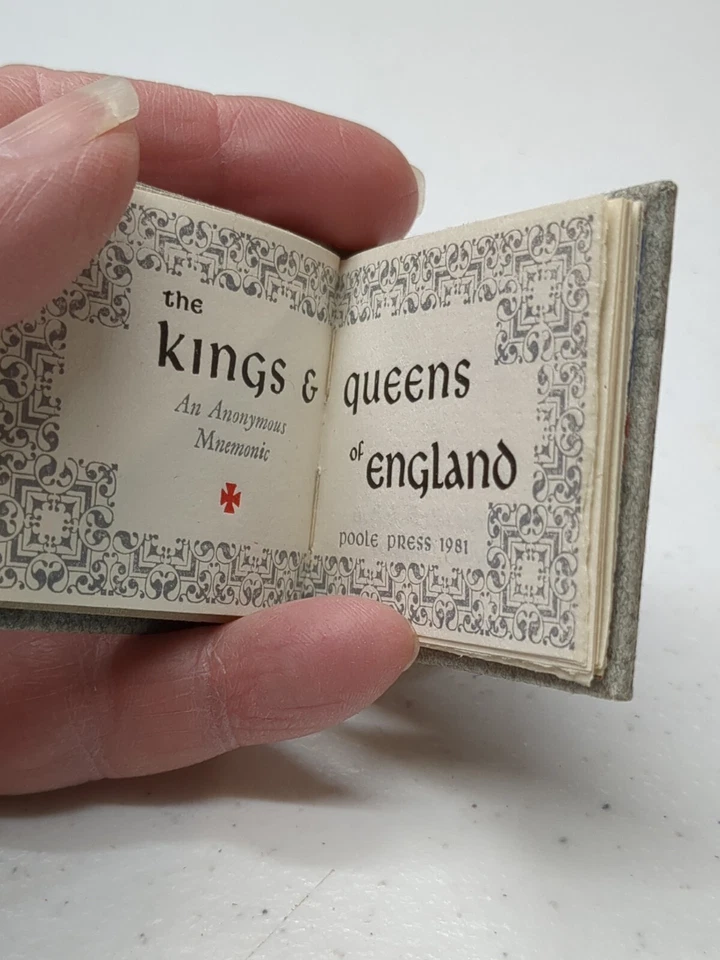 the
kings & queens
An Anonymous
Mnemonic
of england
poole press 1981